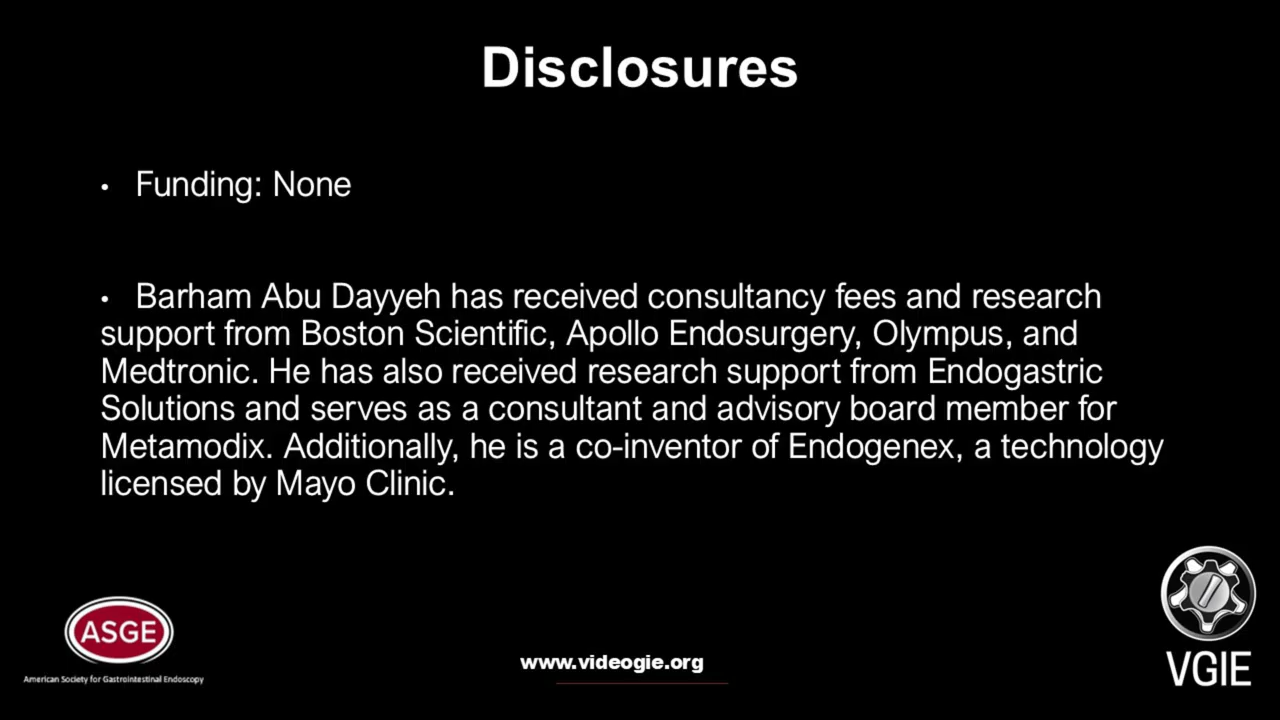 Disclosures
• Funding: None
• Barham Abu Dayyeh has received consultancy fees and research
support from Boston Scientific, Apollo Endosurgery, Olympus, and
Medtronic. He has also received research support from Endogastric
Solutions and serves as a consultant and advisory board member for
Metamodix. Additionally, he is a co-inventor of Endogenex, a technology
licensed by Mayo Clinic.
ASGE
American Society for Gastrointestinal Endoscopy
www.videogie.org
VGIE